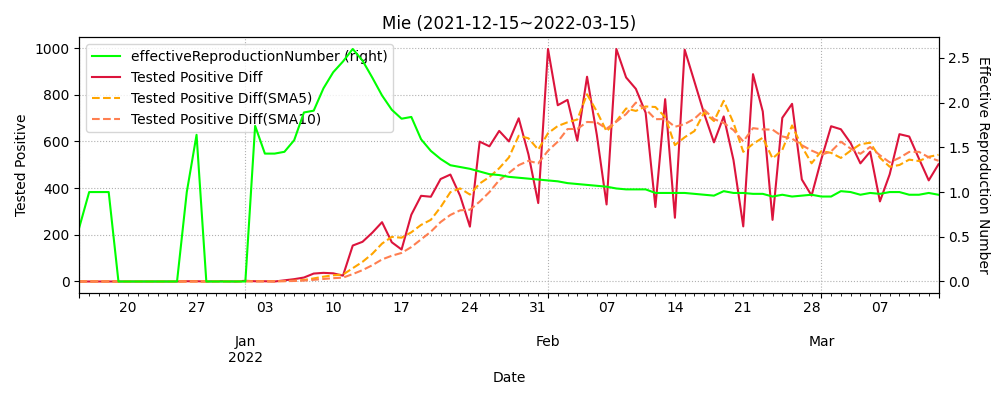 Mie (2021-12-15~2022-03-15)
effectiveReproductionNumber (right)
Tested Positive Diff
Tested Positive Diff(SMA5)
Tested Positive Diff(SMA10)
Tested Positive
1000
800
600
400
200
0
Effective Reproduction Number
2.5
2.0
1.5
1.0
0.5
0.0
20 27 03 10 17 24 31 07 14 21 28 07
Jan Feb Mar
2022
Date